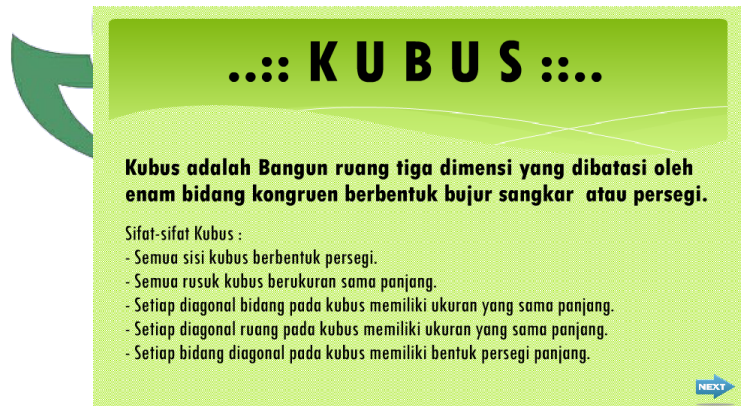 ..:: K U B U S ::..
Kubus adalah Bangun ruang tiga dimensi yang dibatasi oleh
enam bidang kongruen berbentuk bujur sangkar atau persegi.
Sifat-sifat Kubus :
- Semua sisi kubus berbentuk persegi.
- Semua rusuk kubus berukuran sama panjang.
- Setiap diagonal bidang pada kubus memiliki ukuran yang sama panjang.
- Setiap diagonal ruang pada kubus memiliki ukuran yang sama panjang.
- Setiap bidang diagonal pada kubus memiliki bentuk persegi panjang.
NEXT